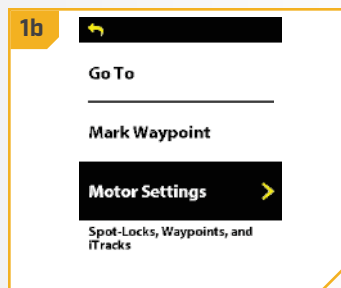 1b
Go To
Mark Waypoint
Motor Settings
Spot-Locks, Waypoints, and
iTracks